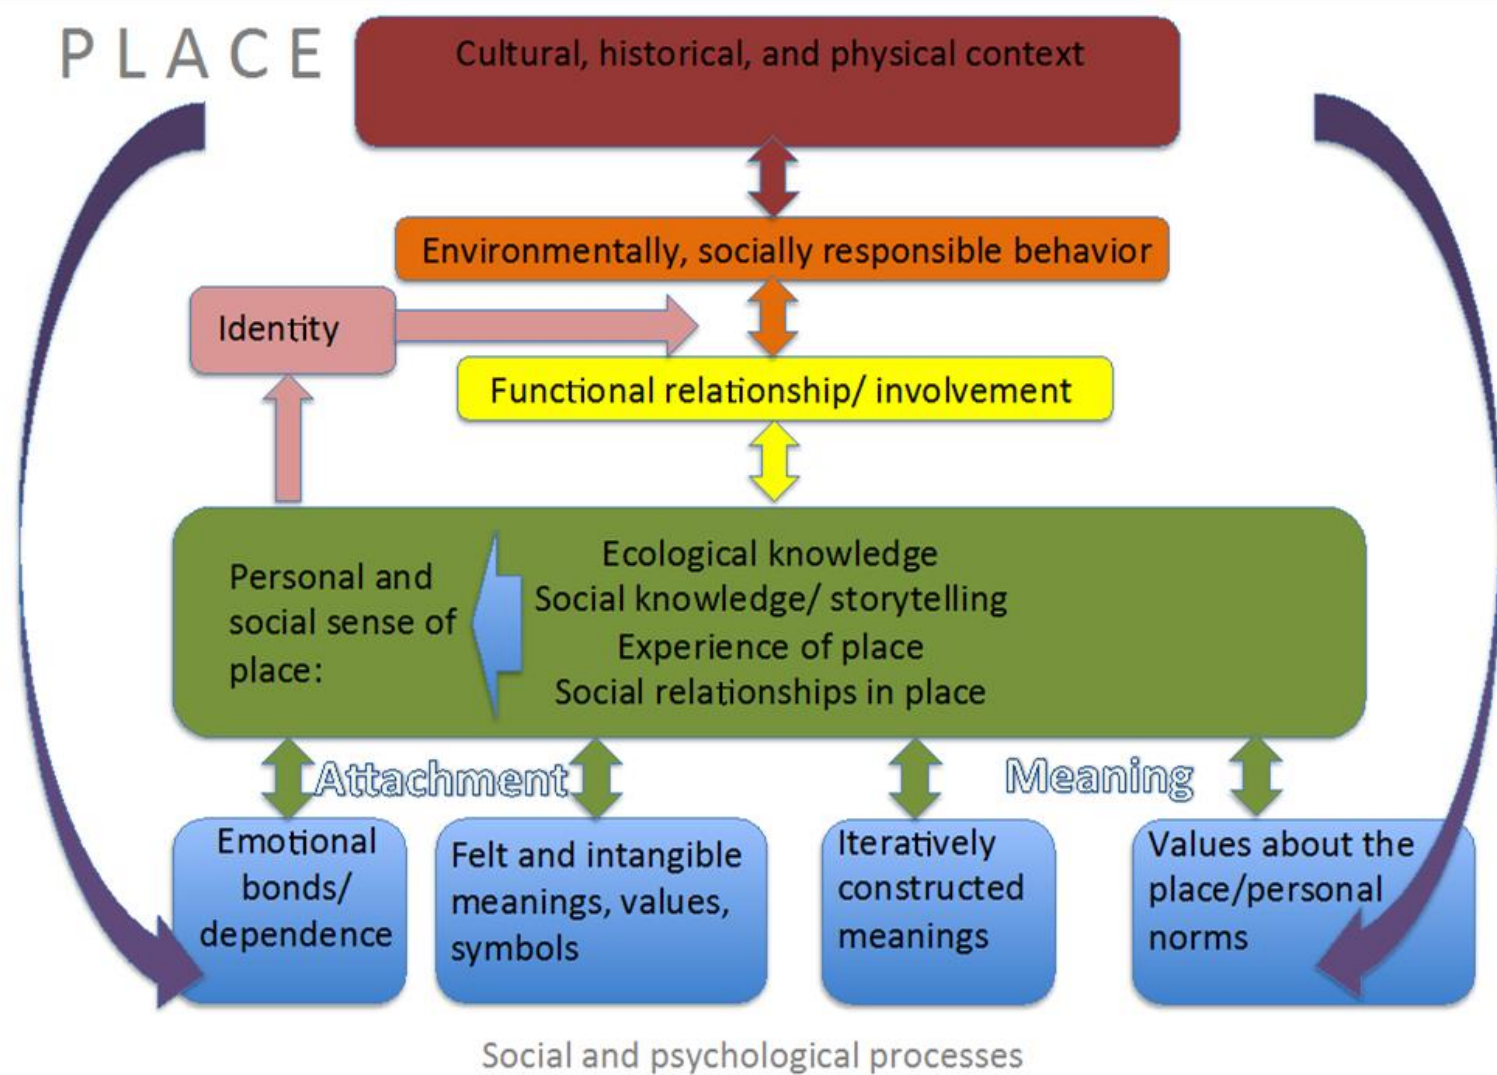 PLACE
Cultural, historical, and physical context
Environmentally, socially responsible behavior
Identity
Functional relationship/ involvement
Personal and
social sense of
place:
Ecological knowledge
Social knowledge/ storytelling
Experience of place
Social relationships in place
Attachment
Meaning
Emotional
bonds/
dependence
Felt and intangible
meanings, values,
symbols
Iteratively
constructed
meanings
Values about the
place/personal
norms
Social and psychological processes